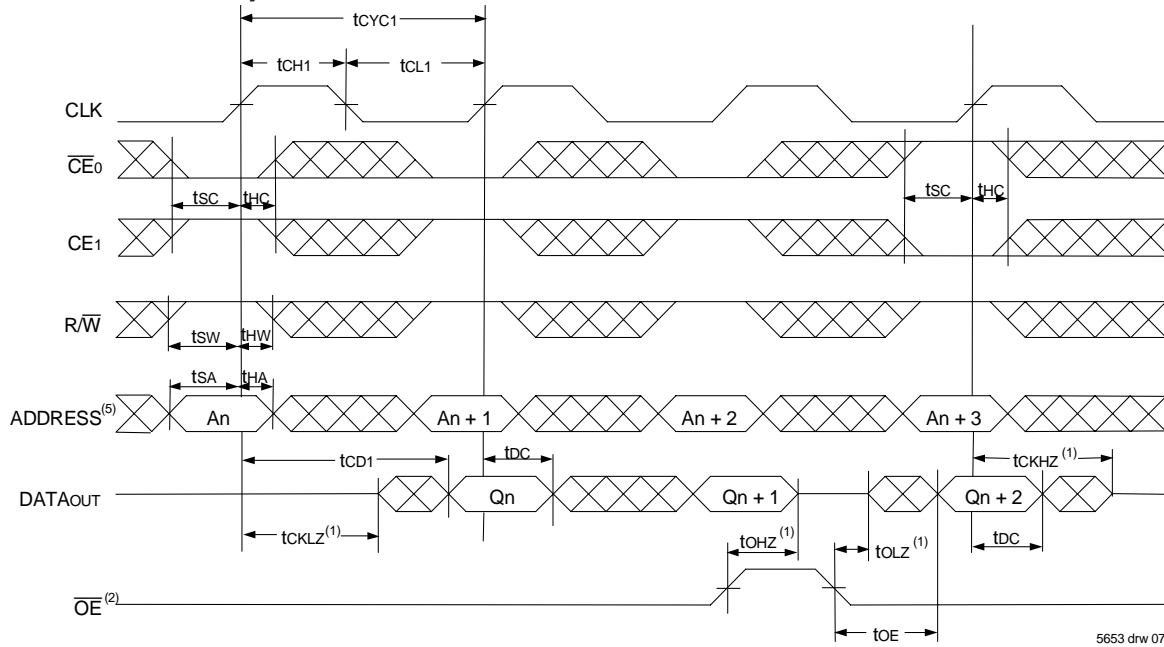 tCYC1
tCH1 tCL1
CLK
CE0
tSC tHC tSC tHC
CE1
R/W
tSW tHW
tSA tHA
ADDRESS(5) An An + 1 An + 2 An + 3
tCD1 tDC tCKHZ(1)
DATAOUT Qn Qn + 1 Qn + 2
tCKLZ(1) tOHZ(1) tOLZ(1) tDC
OE(2)
tOE
5653 drw 07